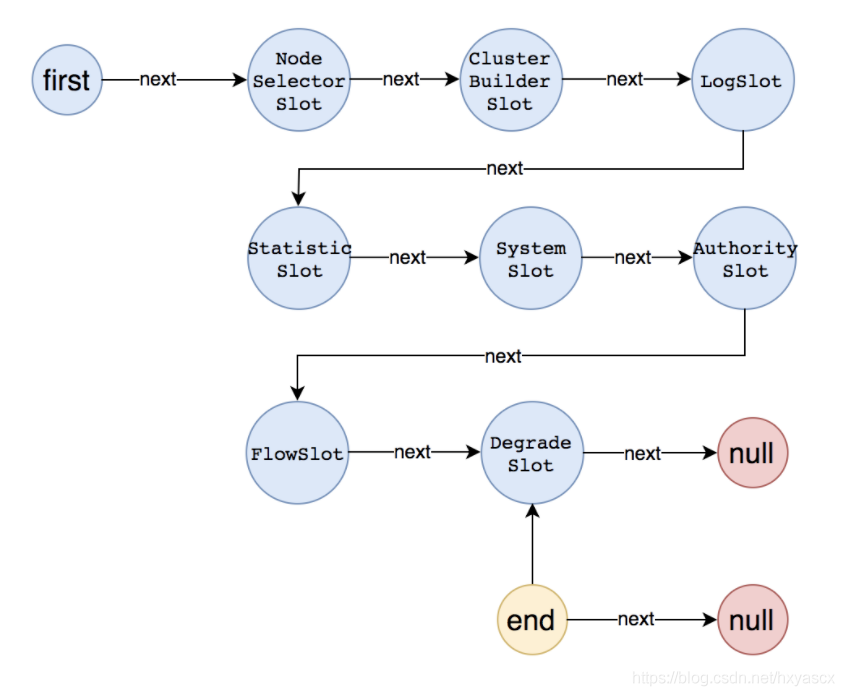 first
next
Node
Selector
Slot
next
Cluster
Builder
Slot
next
LogSlot
next
Statistic
Slot
next
System
Slot
next
Authority
Slot
next
FlowSlot
next
Degrade
Slot
next
null
end
next
null
https://blog.csdn.net/hxyascx